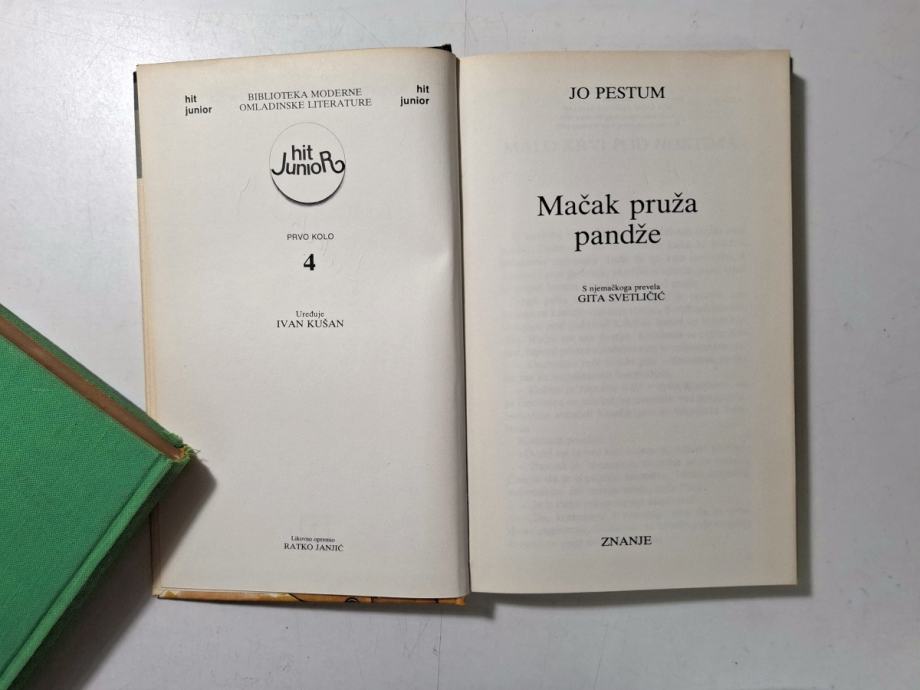 hit
junior
BIBLIOTEKA MODERNE
OMLADINSKE LITERATURE
hit
junior
hit
JunioR
PRVO KOLO
4
Uređuje
IVAN KUŠAN
Likovno opremio
RATKO JANJIĆ
JO PESTUM
Mačak pruža
pandže
S njemačkoga prevela
GITA SVETLIČIĆ
ZNANJE